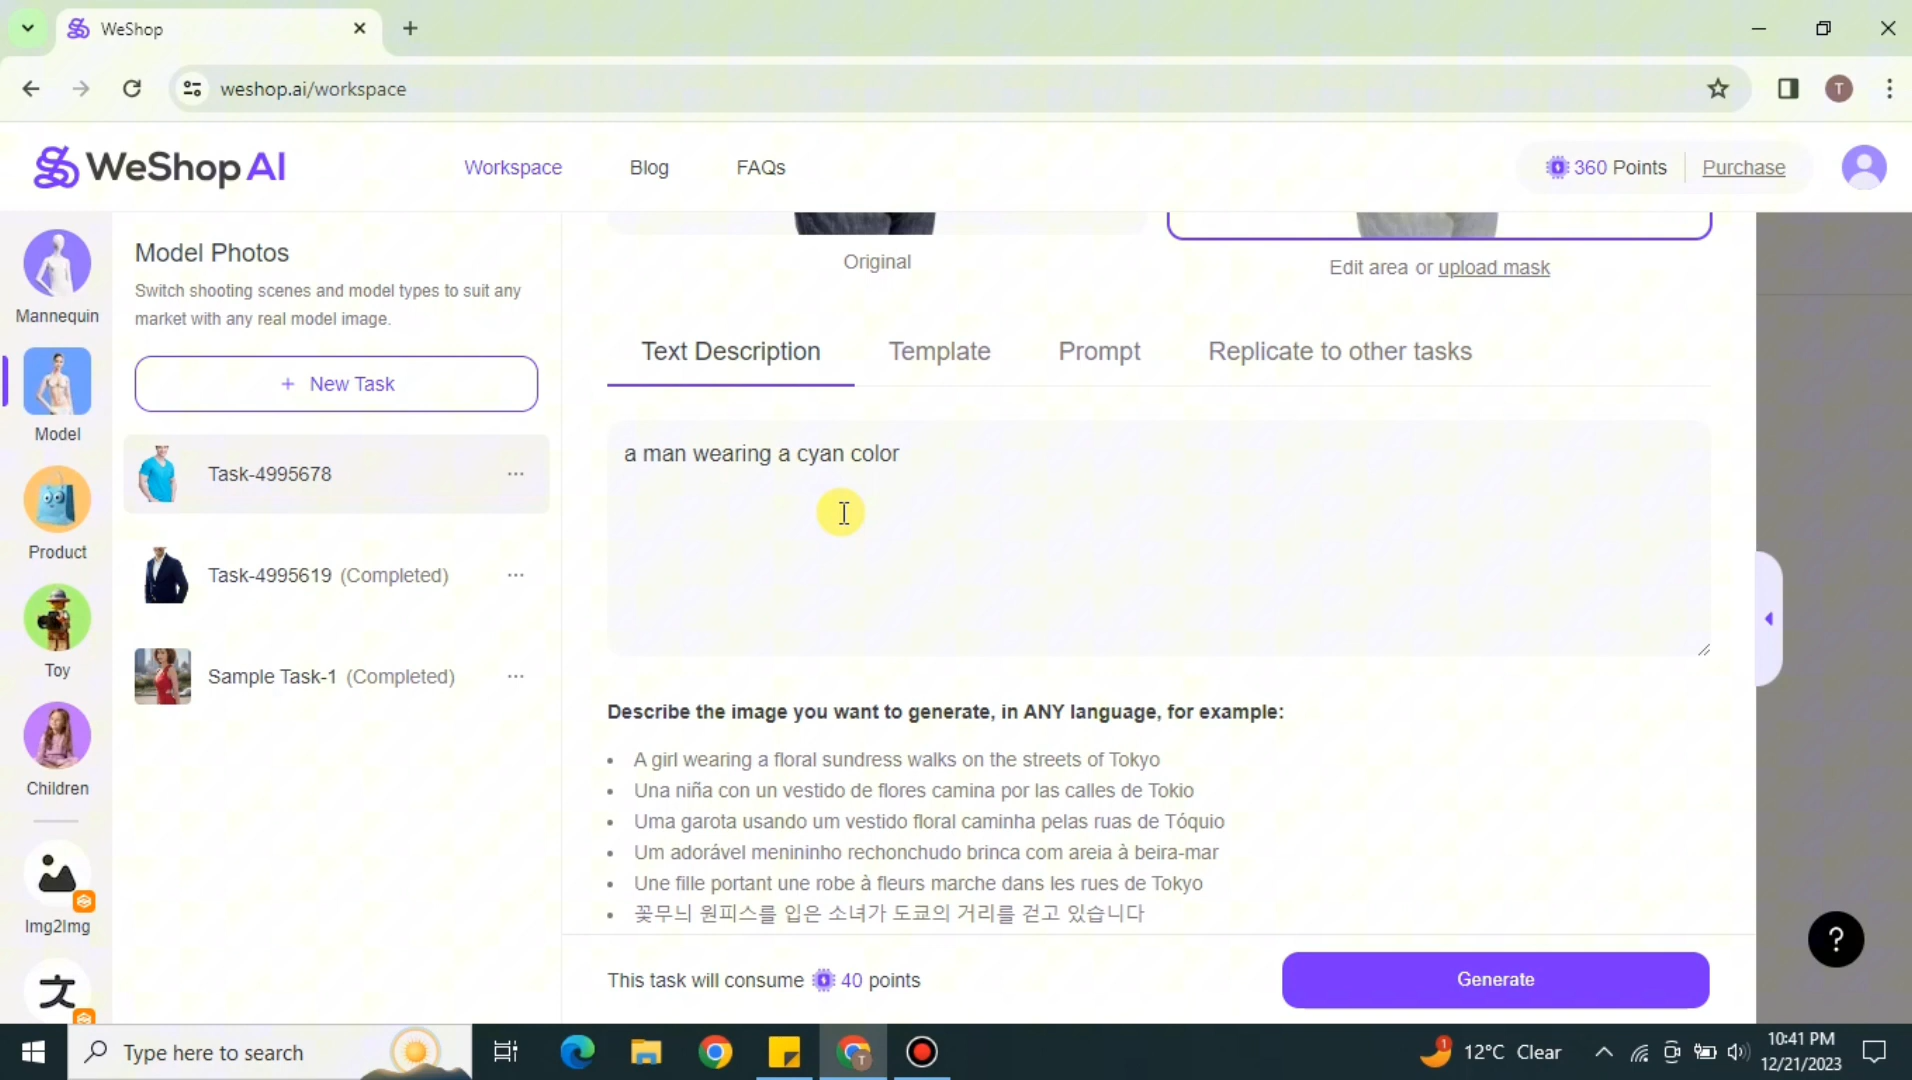 WeShop
weshop.ai/workspace
T
WeShop AI
Workspace
Blog
FAQs
360 Points
Purchase
Mannequin
Model
Product
Toy
Children
Img2Img
文
Model Photos
Switch shooting scenes and model types to suit any
market with any real model image.
+ New Task
Task-4995678
...
Task-4995619 (Completed)
...
Sample Task-1 (Completed)
...
Original
Edit area or upload mask
Text Description
Template
Prompt
Replicate to other tasks
a man wearing a cyan color
Describe the image you want to generate, in ANY language, for example:
• A girl wearing a floral sundress walks on the streets of Tokyo
• Una niña con un vestido de flores camina por las calles de Tokio
• Uma garota usando um vestido floral caminha pelas ruas de Tóquio
• Um adorável menininho rechonchudo brinca com areia à beira-mar
• Une fille portant une robe à fleurs marche dans les rues de Tokyo
• 꽃무늬 원피스를 입은 소녀가 도쿄의 거리를 걷고 있습니다
This task will consume 40 points
Generate
?
Type here to search
T
1
12°C Clear
10:41 PM
12/21/2023